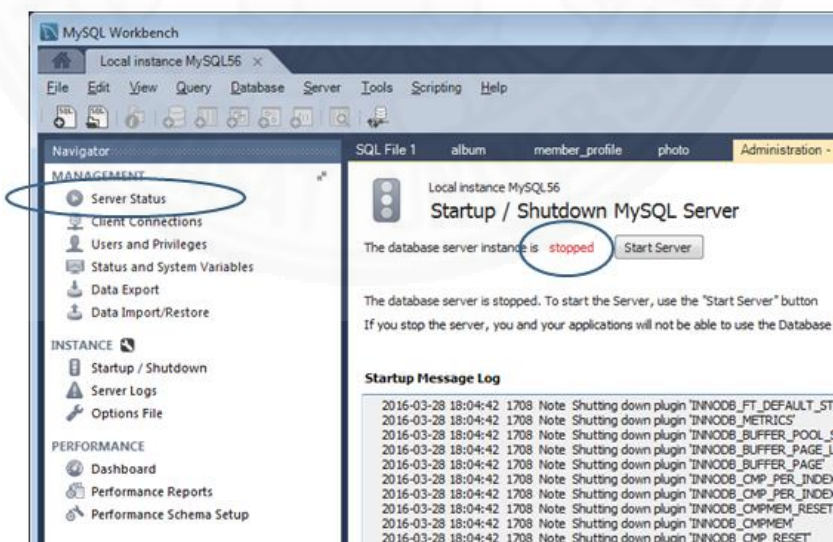 MySQL Workbench
Local instance MySQL56 ×
File Edit View Query Database Server Tools Scripting Help
Navigator
MANAGEMENT
Server Status
Client Connections
Users and Privileges
Status and System Variables
Data Export
Data Import/Restore
INSTANCE
Startup / Shutdown
Server Logs
Options File
PERFORMANCE
Dashboard
Performance Reports
Performance Schema Setup
SQL File 1 album member_profile photo Administration -
Local instance MySQL56
Startup / Shutdown MySQL Server
The database server instance is stopped Start Server
The database server is stopped. To start the Server, use the "Start Server" button
If you stop the server, you and your applications will not be able to use the Database
Startup Message Log
2016-03-28 18:04:42 1708 Note Shutting down plugin 'INNODB_FT_DEFAULT_ST
2016-03-28 18:04:42 1708 Note Shutting down plugin 'INNODB_METRICS'
2016-03-28 18:04:42 1708 Note Shutting down plugin 'INNODB_BUFFER_POOL_S
2016-03-28 18:04:42 1708 Note Shutting down plugin 'INNODB_BUFFER_PAGE_L
2016-03-28 18:04:42 1708 Note Shutting down plugin 'INNODB_BUFFER_PAGE'
2016-03-28 18:04:42 1708 Note Shutting down plugin 'INNODB_CMP_PER_INDEX
2016-03-28 18:04:42 1708 Note Shutting down plugin 'INNODB_CMP_PER_INDEX
2016-03-28 18:04:42 1708 Note Shutting down plugin 'INNODB_CMPMEM_RESET
2016-03-28 18:04:42 1708 Note Shutting down plugin 'INNODB_CMPMEM'
2016-03-28 18:04:42 1708 Note Shutting down plugin 'INNODB_CMP_RESET'